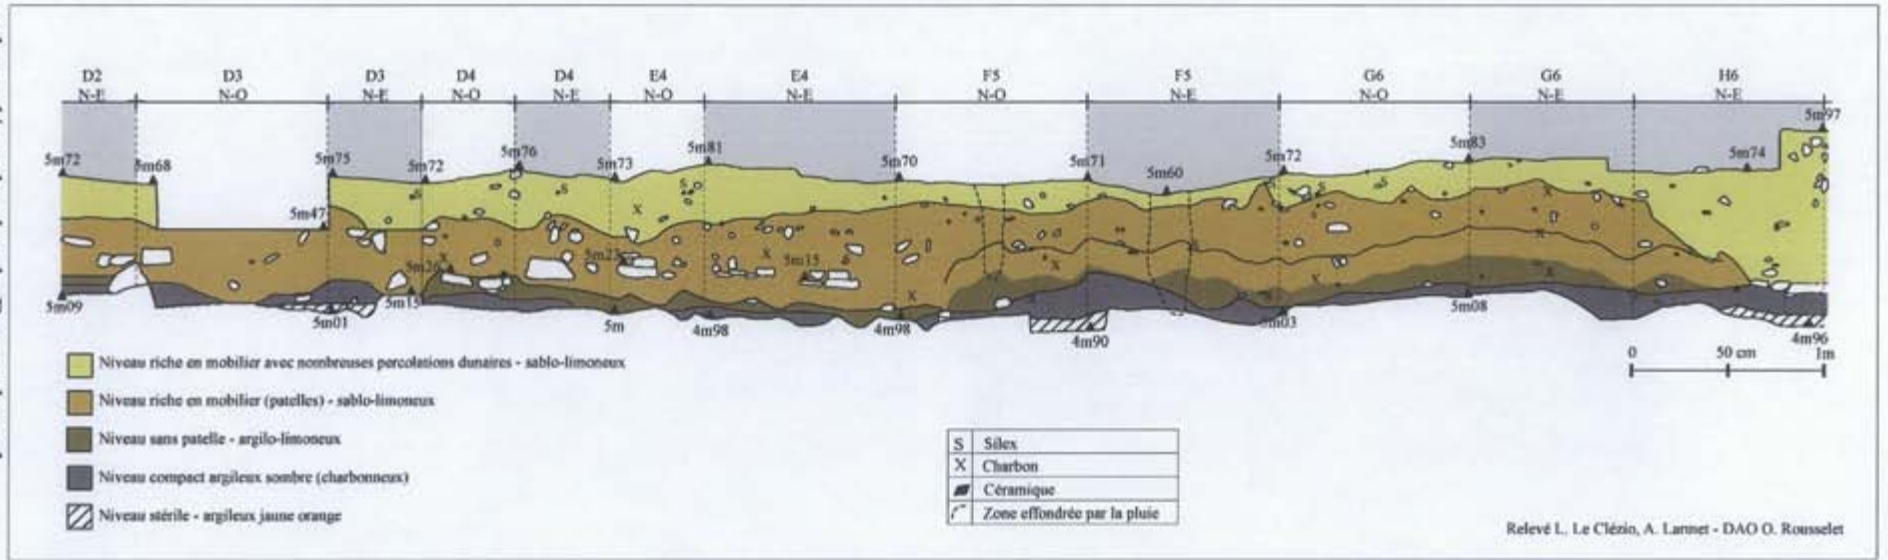 D2 D3 D3 D4 D4 E4 E4 F5 F5 G6 G6 H6
N-E N-O N-E N-O N-E N-O N-E N-O N-E N-O N-E N-E
5m97
5m72 5m68 5m75 5m72 5m76 5m73 5m81 5m70 5m71 5m60 5m72 5m83 5m74
5m47
5m26 5m23 5m15
5m09 5m01 5m15 5m 4m98 4m98 4m90 5m03 5m08 4m96
S S S S S
X X X X X X X X X
Niveau riche en mobilier avec nombreuses percolations dunaires - sablo-limoneux
Niveau riche en mobilier (patelles) - sablo-limoneux
Niveau sans patelle - argilo-limoneux
Niveau compact argileux sombre (charbonneux)
Niveau stérile - argileux jaune orange
S Silex
X Charbon
Céramique
Zone effondrée par la pluie
0 50 cm 1m
Relevé L. Le Clézio, A. Lannet - DAO O. Rousselet